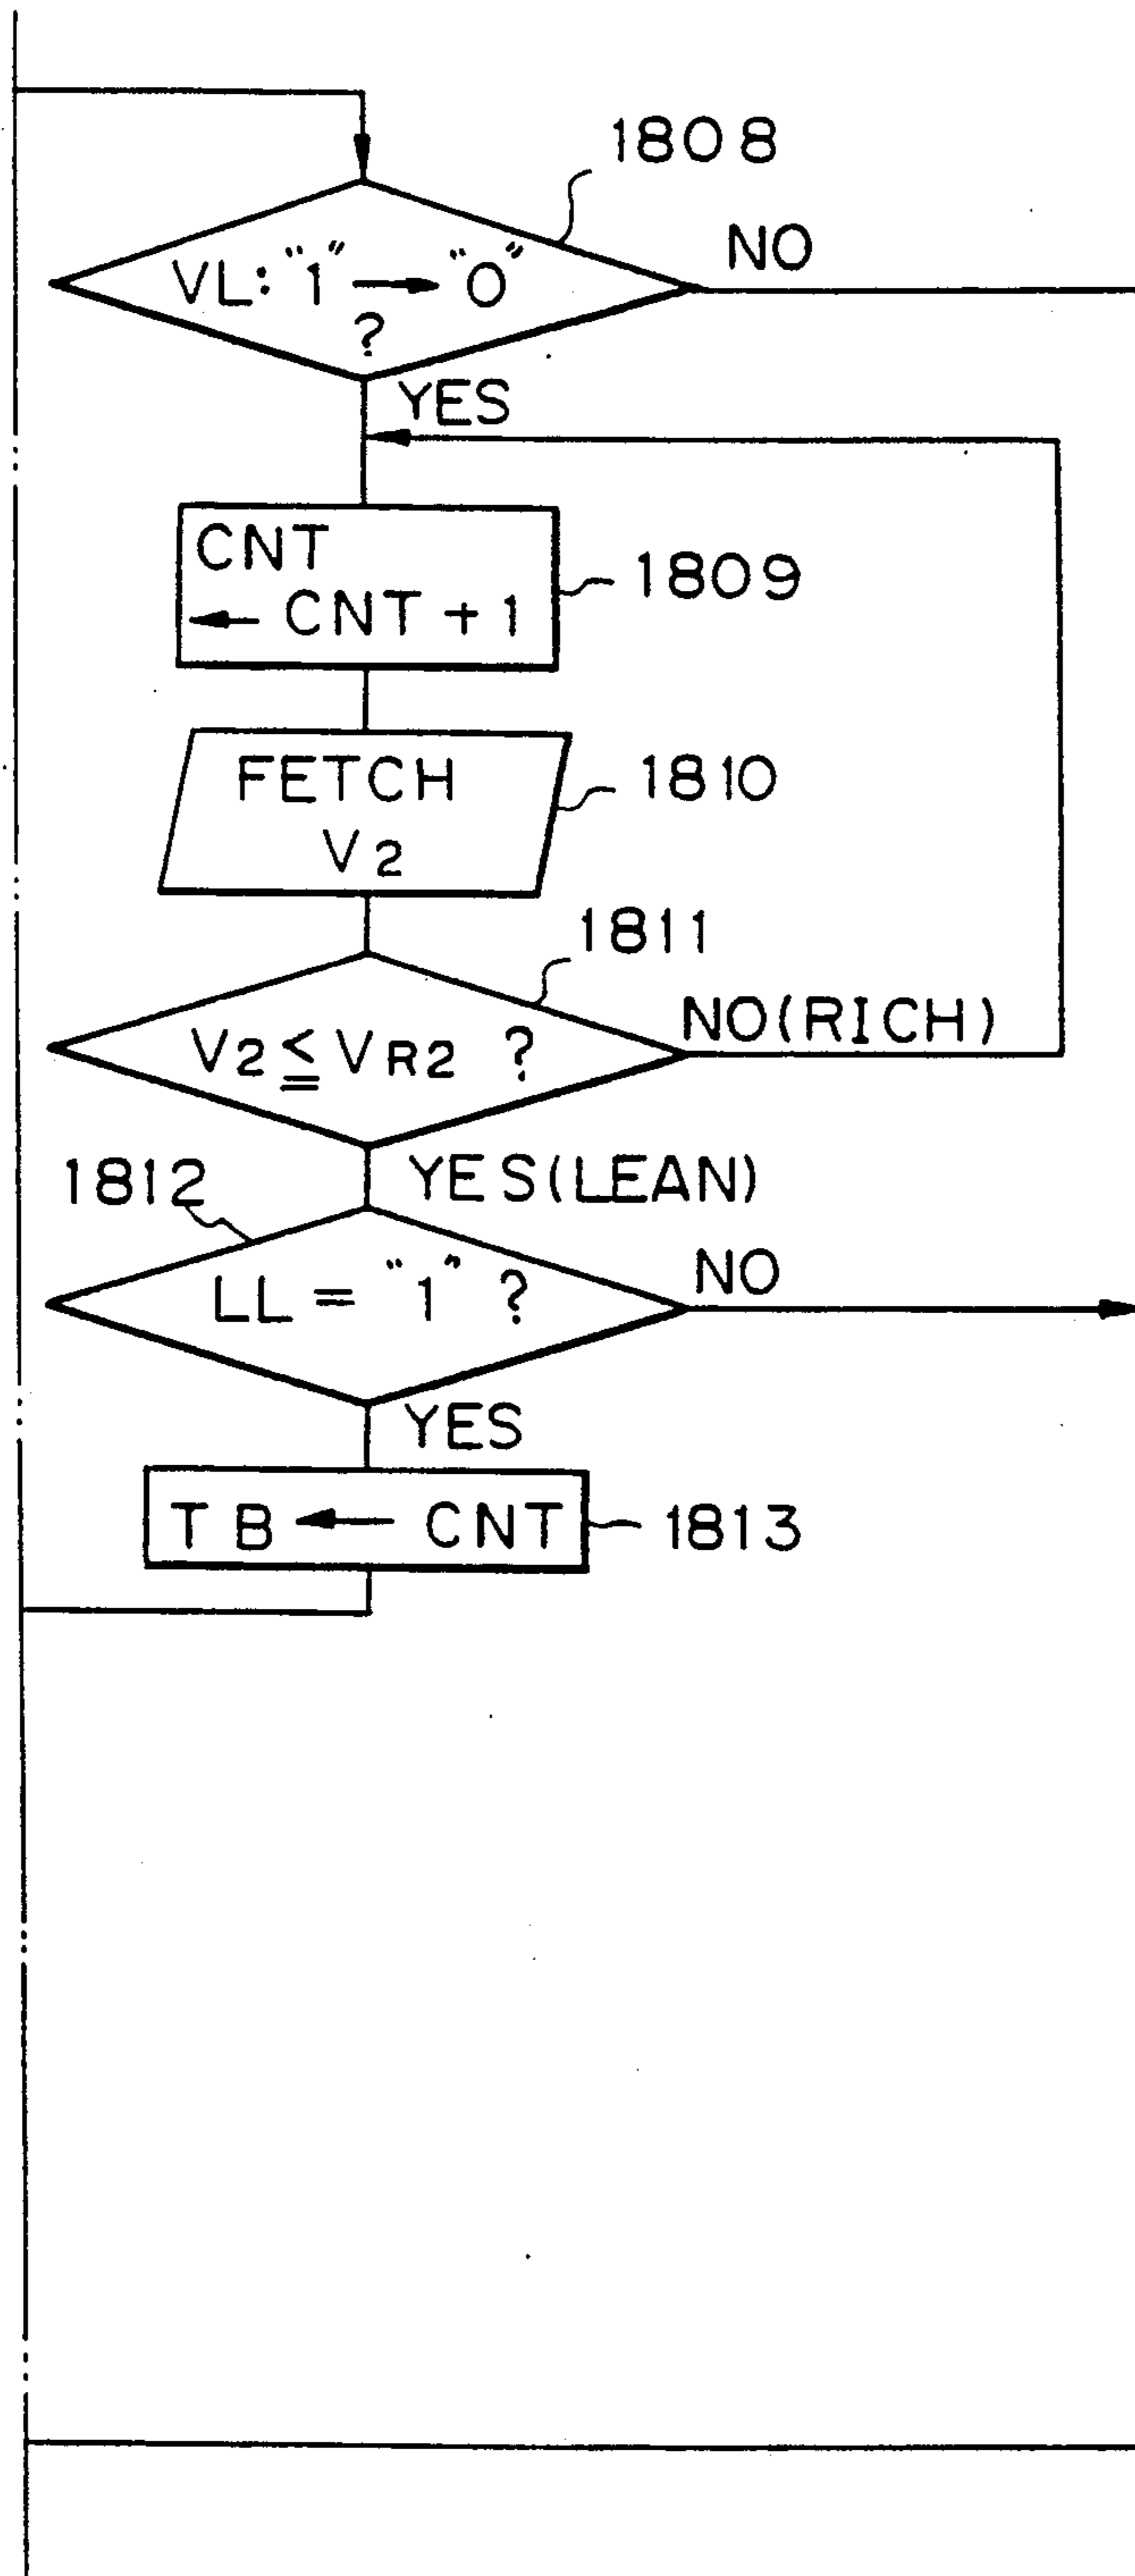 1808
VL: "1" → "0"
?
NO
YES
CNT
← CNT + 1
1809
FETCH
V2
1810
1811
V2 ≦ VR2 ?
NO(RICH)
YES(LEAN)
1812
LL = "1" ?
NO
YES
TB ← CNT
1813